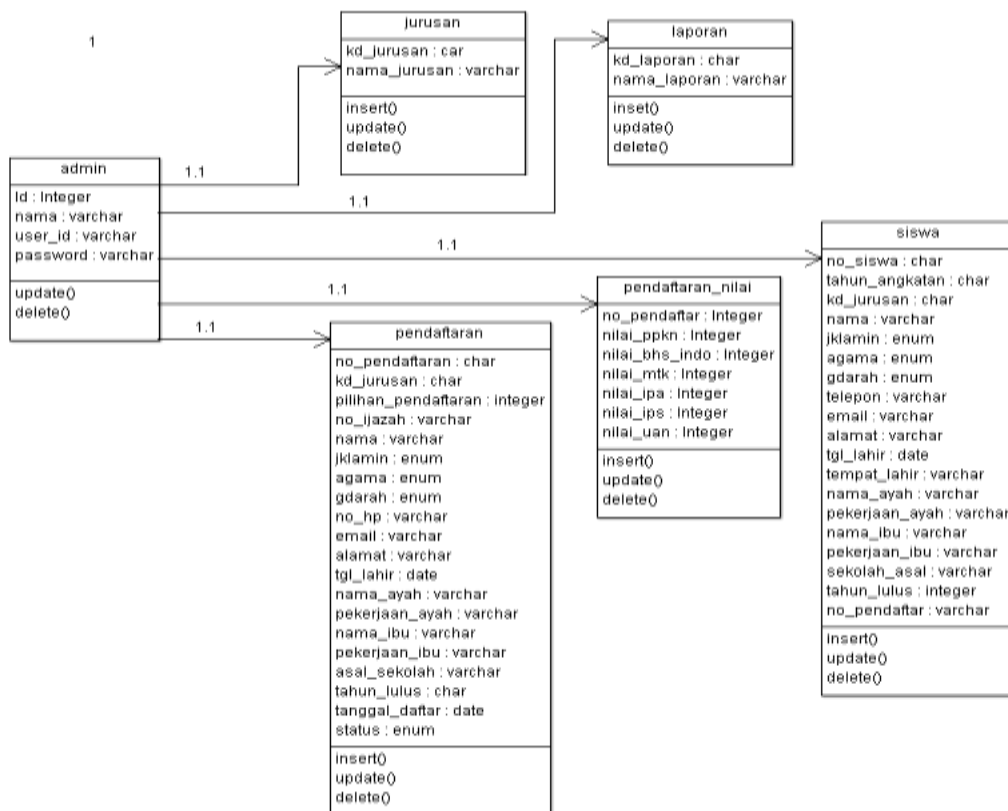 1
jurusan
kd_jurusan : car
nama_jurusan : varchar
insert()
update()
delete()
laporan
kd_laporan : char
nama_laporan : varchar
inset()
update()
delete()
admin
Id : Integer
nama : varchar
user_id : varchar
password : varchar
update()
delete()
1.1
1.1
1.1
1.1
1.1
siswa
no_siswa : char
tahun_angkatan : char
kd_jurusan : char
nama : varchar
jklamin : enum
agama : enum
gdarah : enum
telepon : varchar
email : varchar
alamat : varchar
tgl_lahir : date
tempat_lahir : varchar
nama_ayah : varchar
pekerjaan_ayah : varchar
nama_ibu : varchar
pekerjaan_ibu : varchar
sekolah_asal : varchar
tahun_lulus : integer
no_pendaftar : varchar
insert()
update()
delete()
pendaftaran_nilai
no_pendaftar : Integer
nilai_ppkn : Integer
nilai_bhs_indo : Integer
nilai_mtk : Integer
nilai_ipa : Integer
nilai_ips : Integer
nilai_uan : Integer
insert()
update()
delete()
pendaftaran
no_pendaftaran : char
kd_jurusan : char
pilihan_pendaftaran : integer
no_ijazah : varchar
nama : varchar
jklamin : enum
agama : enum
gdarah : enum
no_hp : varchar
email : varchar
alamat : varchar
tgl_lahir : date
nama_ayah : varchar
pekerjaan_ayah : varchar
nama_ibu : varchar
pekerjaan_ibu : varchar
asal_sekolah : varchar
tahun_lulus : char
tanggal_daftar : date
status : enum
insert()
update()
delete()